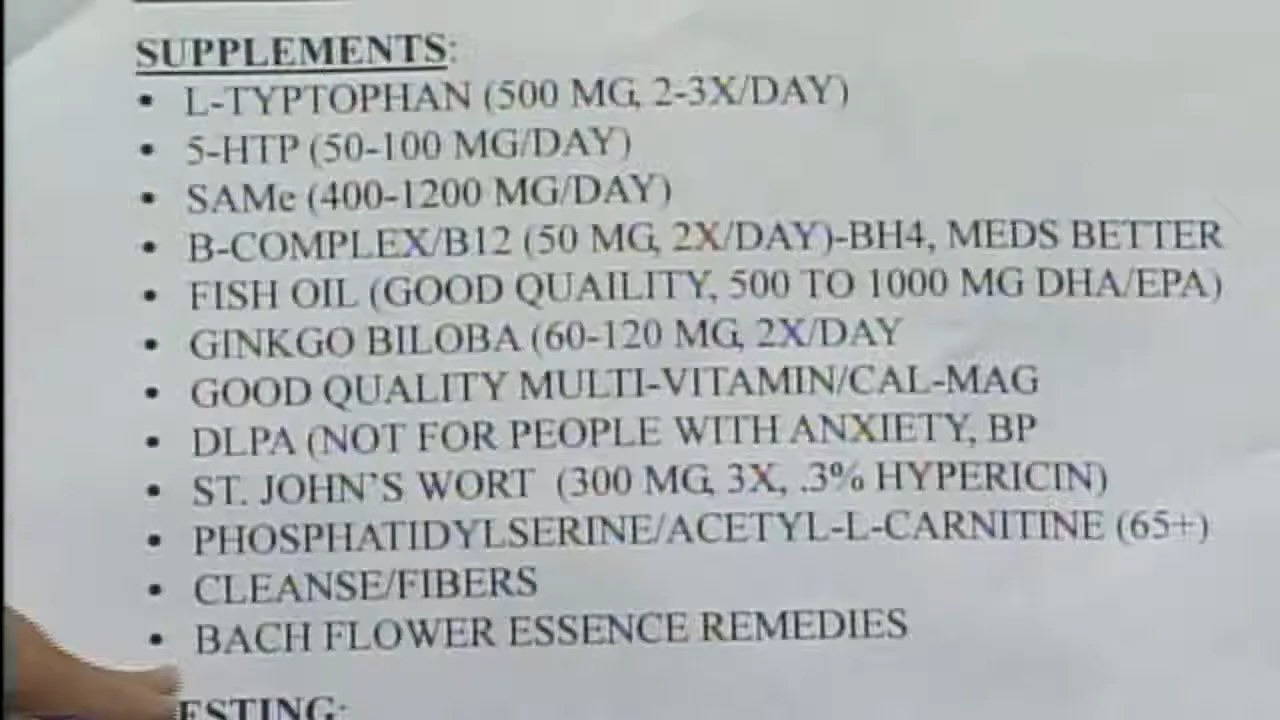 SUPPLEMENTS:
• L-TYPTOPHAN (500 MG, 2-3X/DAY)
• 5-HTP (50-100 MG/DAY)
• SAMe (400-1200 MG/DAY)
• B-COMPLEX/B12 (50 MG, 2X/DAY)-BH4, MEDS BETTER
• FISH OIL (GOOD QUAILITY, 500 TO 1000 MG DHA/EPA)
• GINKGO BILOBA (60-120 MG, 2X/DAY
• GOOD QUALITY MULTI-VITAMIN/CAL-MAG
• DLPA (NOT FOR PEOPLE WITH ANXIETY, BP
• ST. JOHN'S WORT (300 MG, 3X, .3% HYPERICIN)
• PHOSPHATIDYLSERINE/ACETYL-L-CARNITINE (65+)
• CLEANSE/FIBERS
• BACH FLOWER ESSENCE REMEDIES
ESTING: